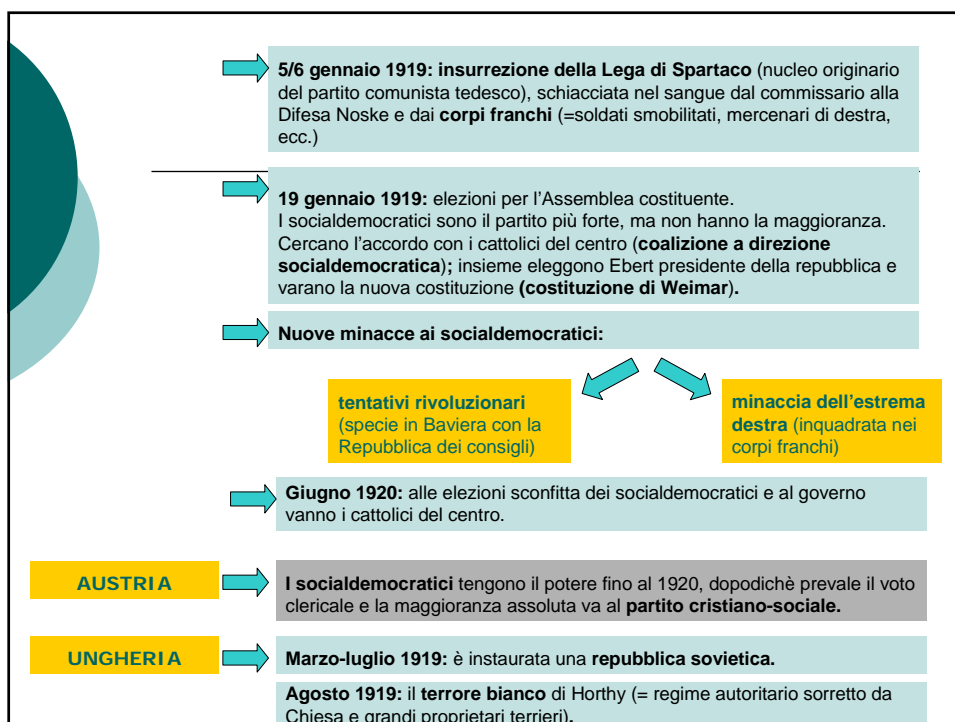 5/6 gennaio 1919: insurrezione della Lega di Spartaco (nucleo originario
del partito comunista tedesco), schiacciata nel sangue dal commissario alla
Difesa Noske e dai corpi franchi (=soldati smobilitati, mercenari di destra,
ecc.)
19 gennaio 1919: elezioni per l’Assemblea costituente.
I socialdemocratici sono il partito più forte, ma non hanno la maggioranza.
Cercano l’accordo con i cattolici del centro (coalizione a direzione
socialdemocratica); insieme eleggono Ebert presidente della repubblica e
varano la nuova costituzione (costituzione di Weimar).
Nuove minacce ai socialdemocratici:
tentativi rivoluzionari
(specie in Baviera con la
Repubblica dei consigli)
minaccia dell’estrema
destra (inquadrata nei
corpi franchi)
Giugno 1920: alle elezioni sconfitta dei socialdemocratici e al governo
vanno i cattolici del centro.
AUSTRIA
I socialdemocratici tengono il potere fino al 1920, dopodichè prevale il voto
clericale e la maggioranza assoluta va al partito cristiano-sociale.
UNGHERIA
Marzo-luglio 1919: è instaurata una repubblica sovietica.
Agosto 1919: il terrore bianco di Horthy (= regime autoritario sorretto da
Chiesa e grandi proprietari terrieri).